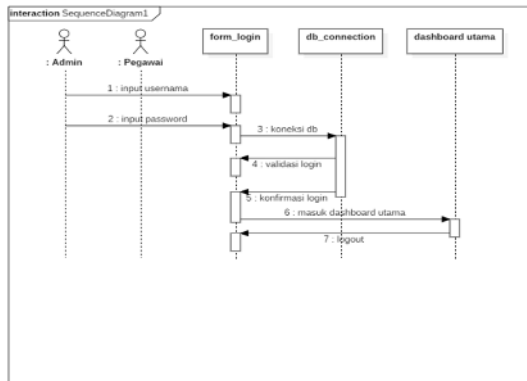 interaction SequenceDiagram1
: Admin
: Pegawai
form_login
db_connection
dashboard utama
1 : input usernama
2 : input password
3 : koneksi db
4 : validasi login
5 : konfirmasi login
6 : masuk dashboard utama
7 : logout